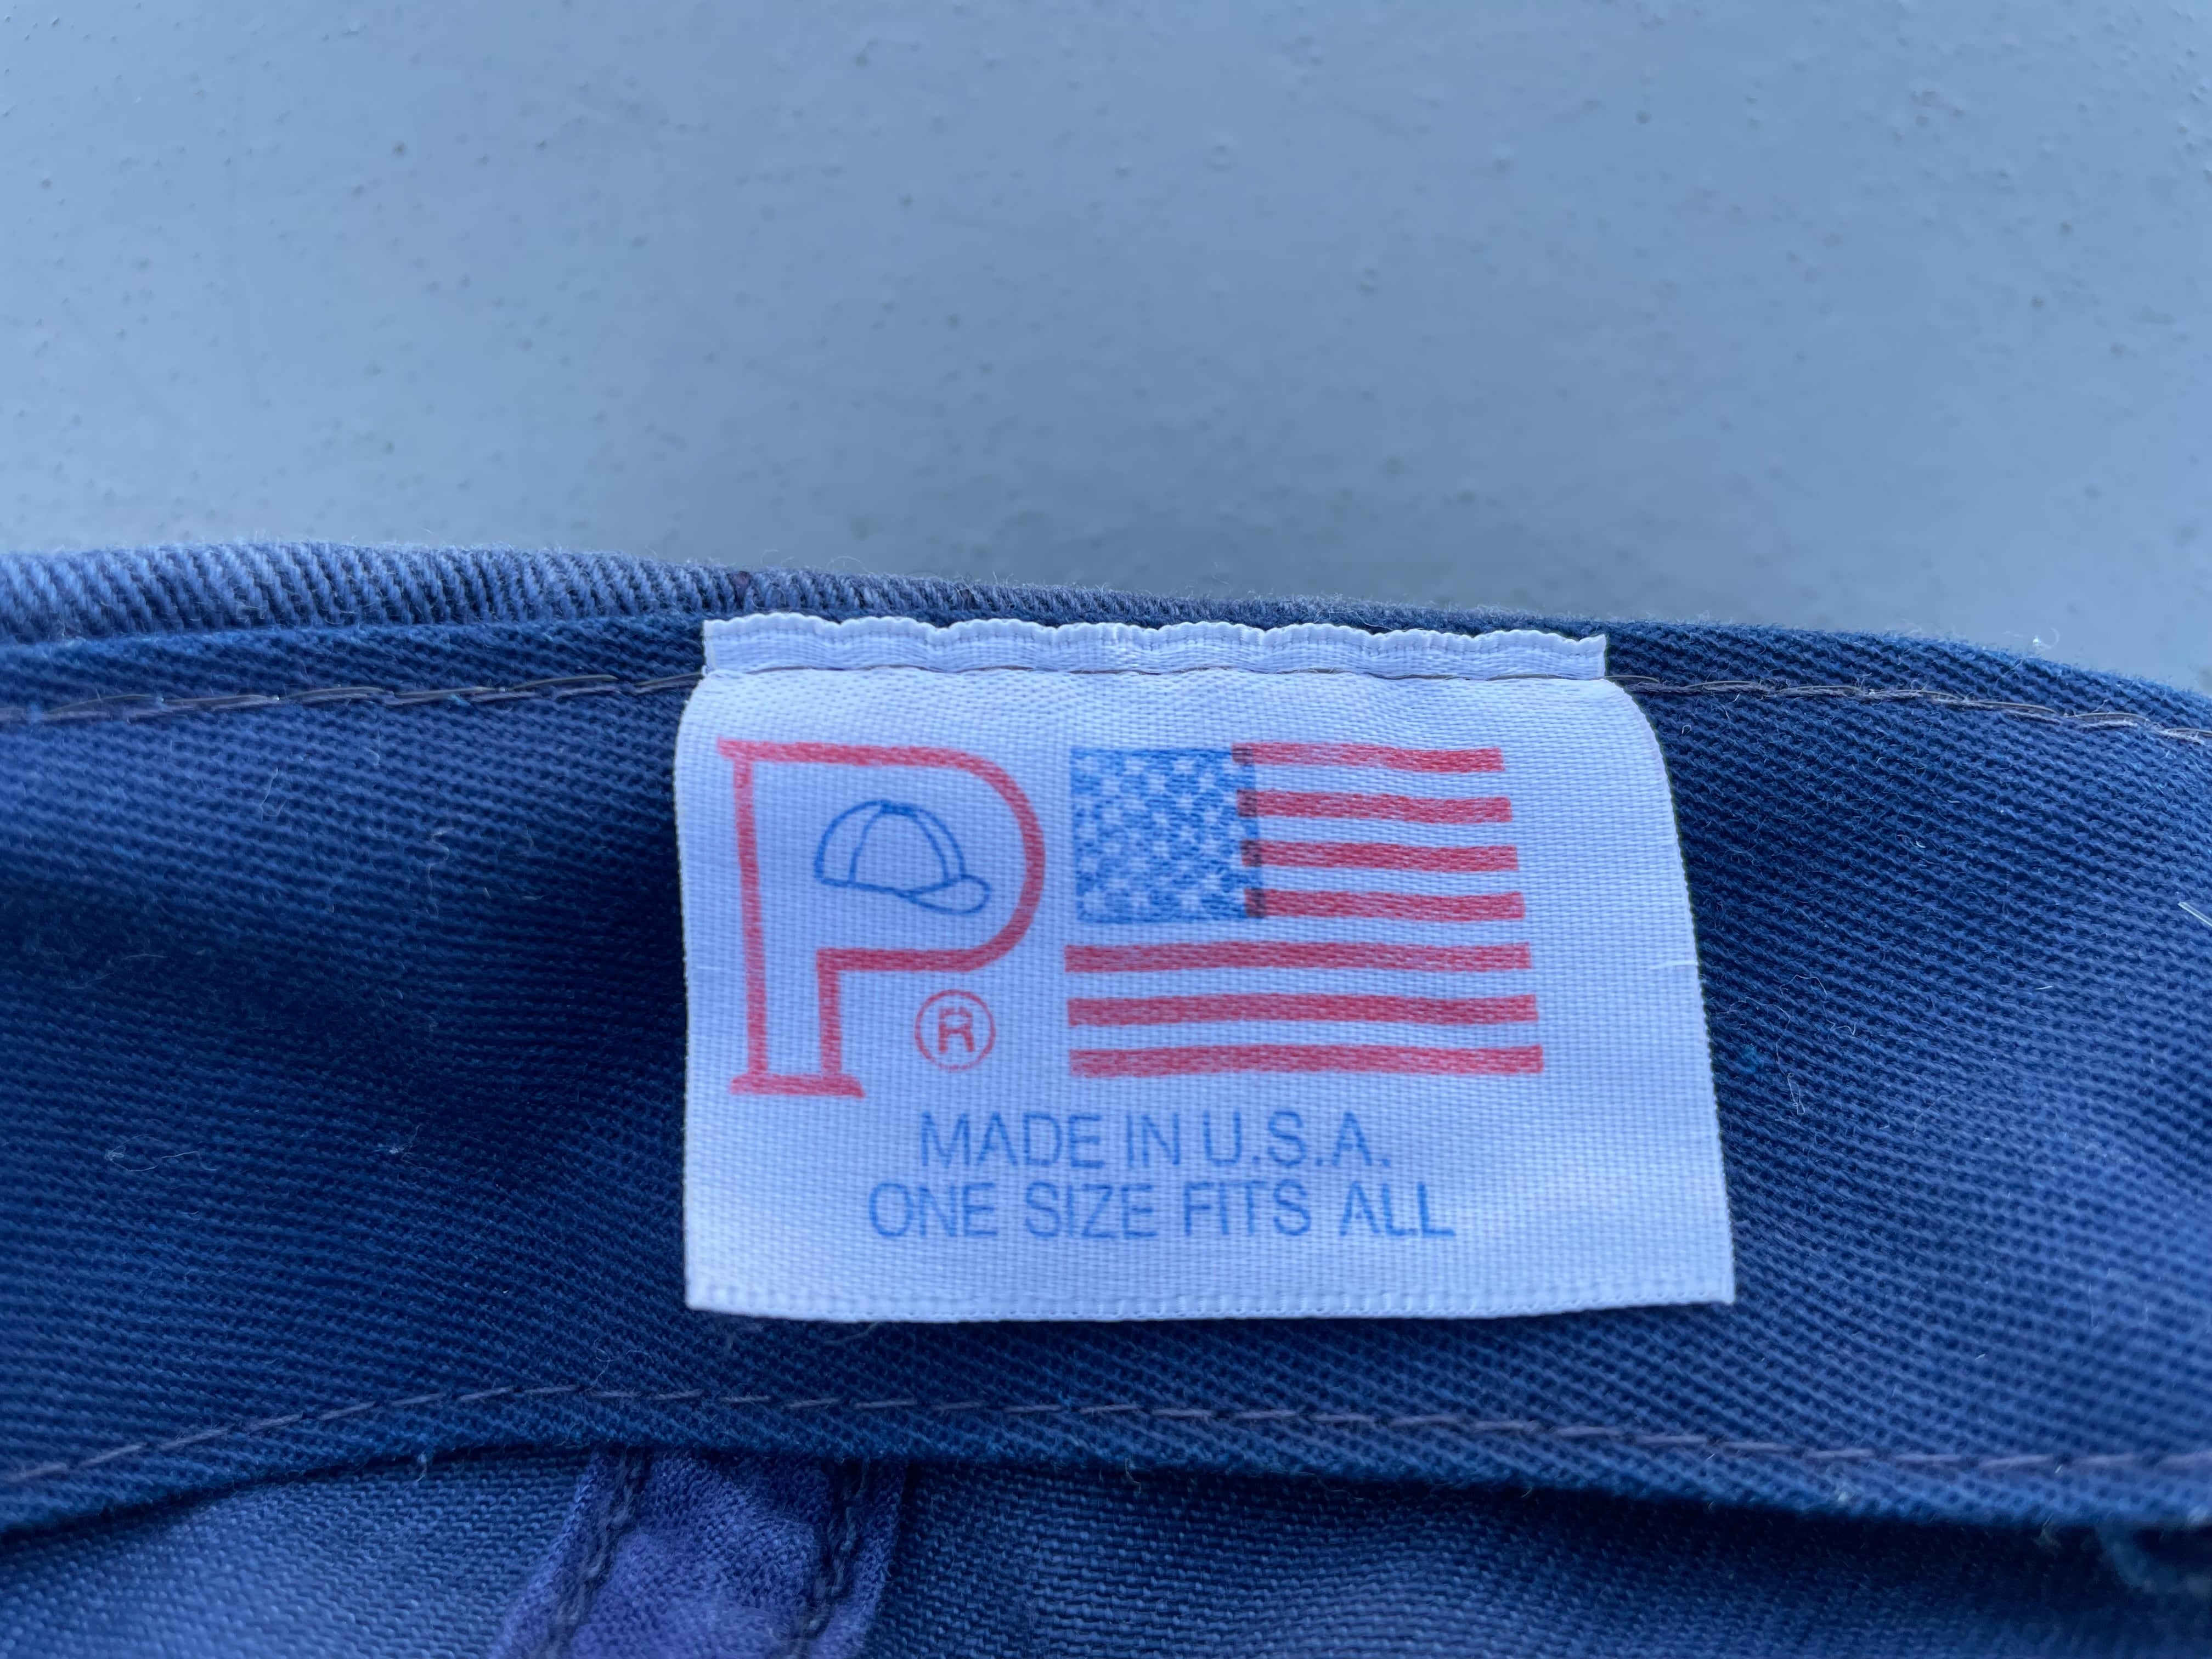 P®
MADE IN U.S.A.
ONE SIZE FITS ALL